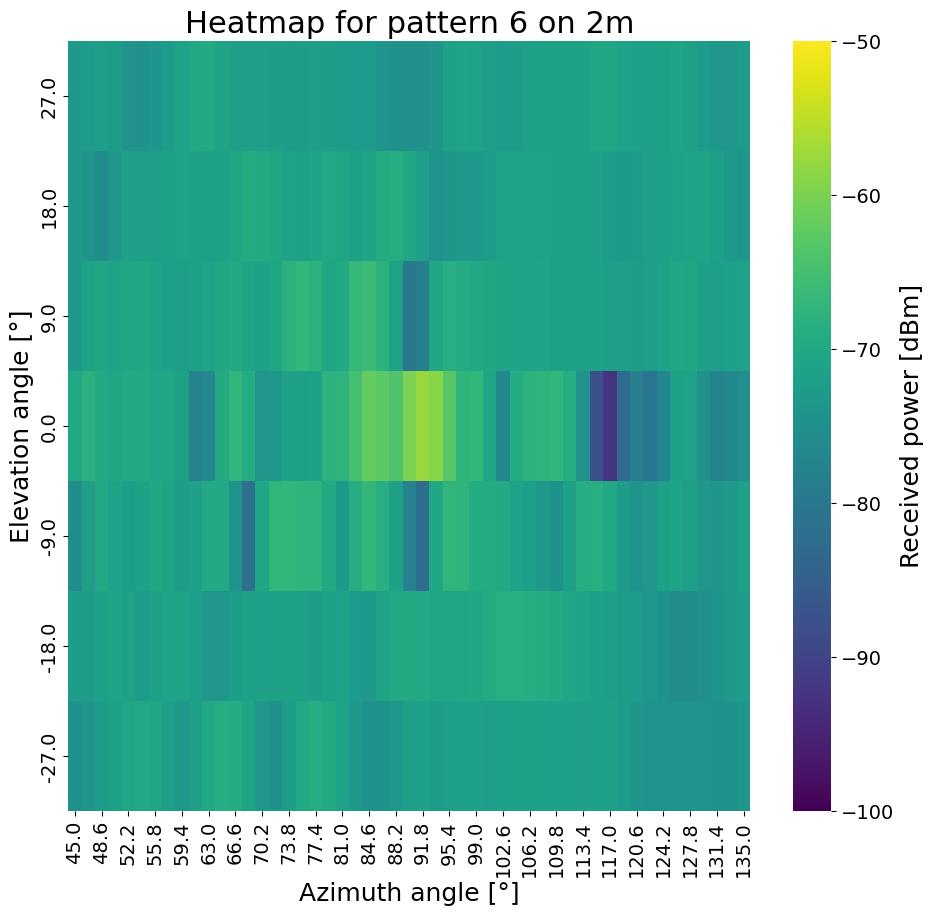 Heatmap for pattern 6 on 2m
Elevation angle [°]
27.0
18.0
9.0
0.0
-9.0
-18.0
-27.0
45.0 48.6 52.2 55.8 59.4 63.0 66.6 70.2 73.8 77.4 81.0 84.6 88.2 91.8 95.4 99.0 102.6 106.2 109.8 113.4 117.0 120.6 124.2 127.8 131.4 135.0
Azimuth angle [°]
−50
−60
−70
−80
−90
−100
Received power [dBm]